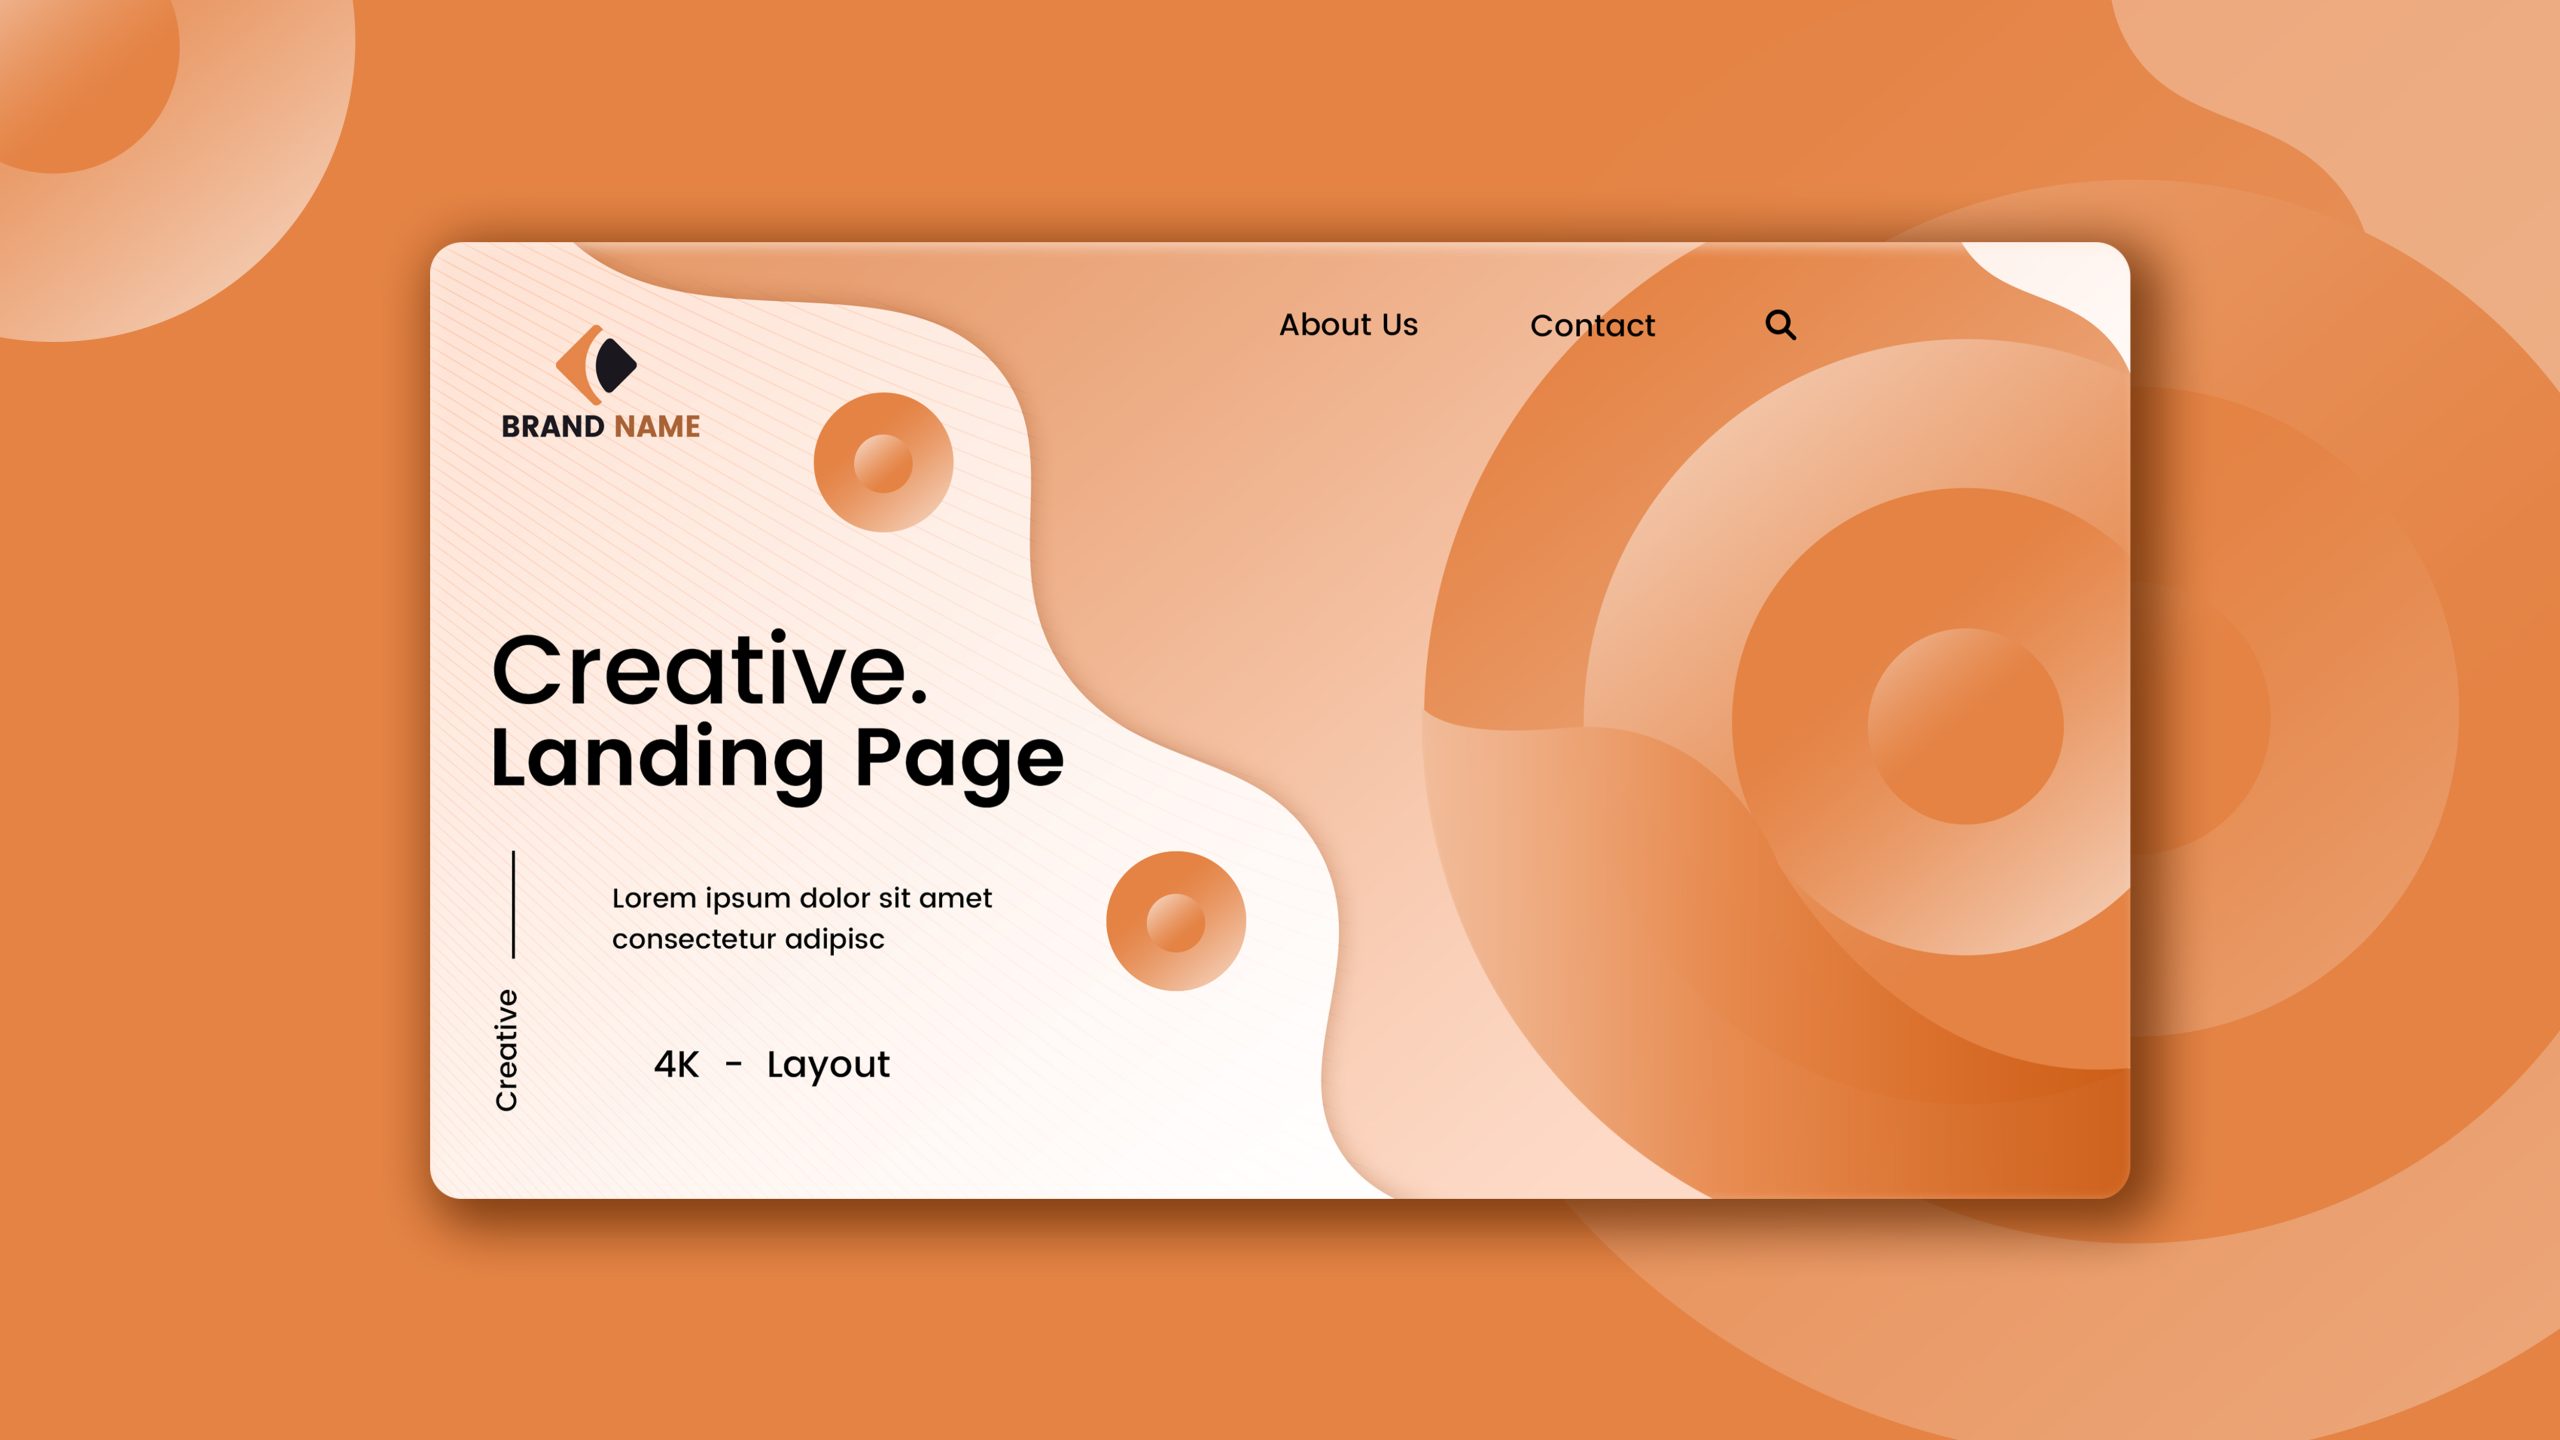 About Us
Contact
BRAND NAME
Creative.
Landing Page
Lorem ipsum dolor sit amet
consectetur adipisc
Creative
4K - Layout